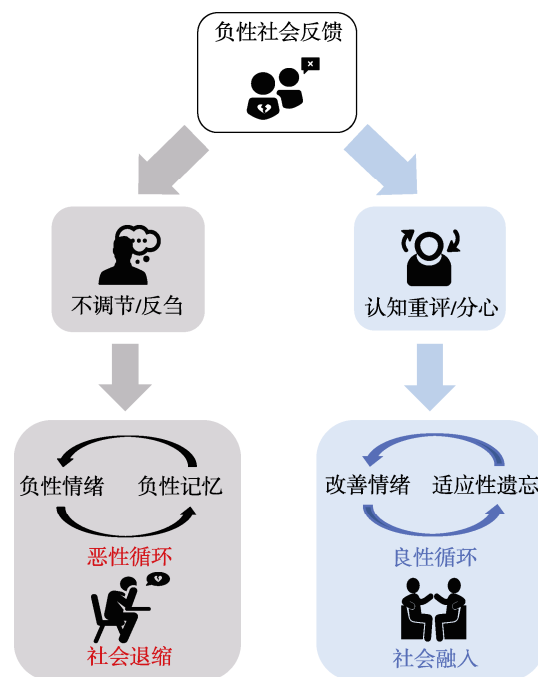 负性社会反馈
不调节/反刍
认知重评/分心
负性情绪
负性记忆
恶性循环
社会退缩
改善情绪
适应性遗忘
良性循环
社会融入